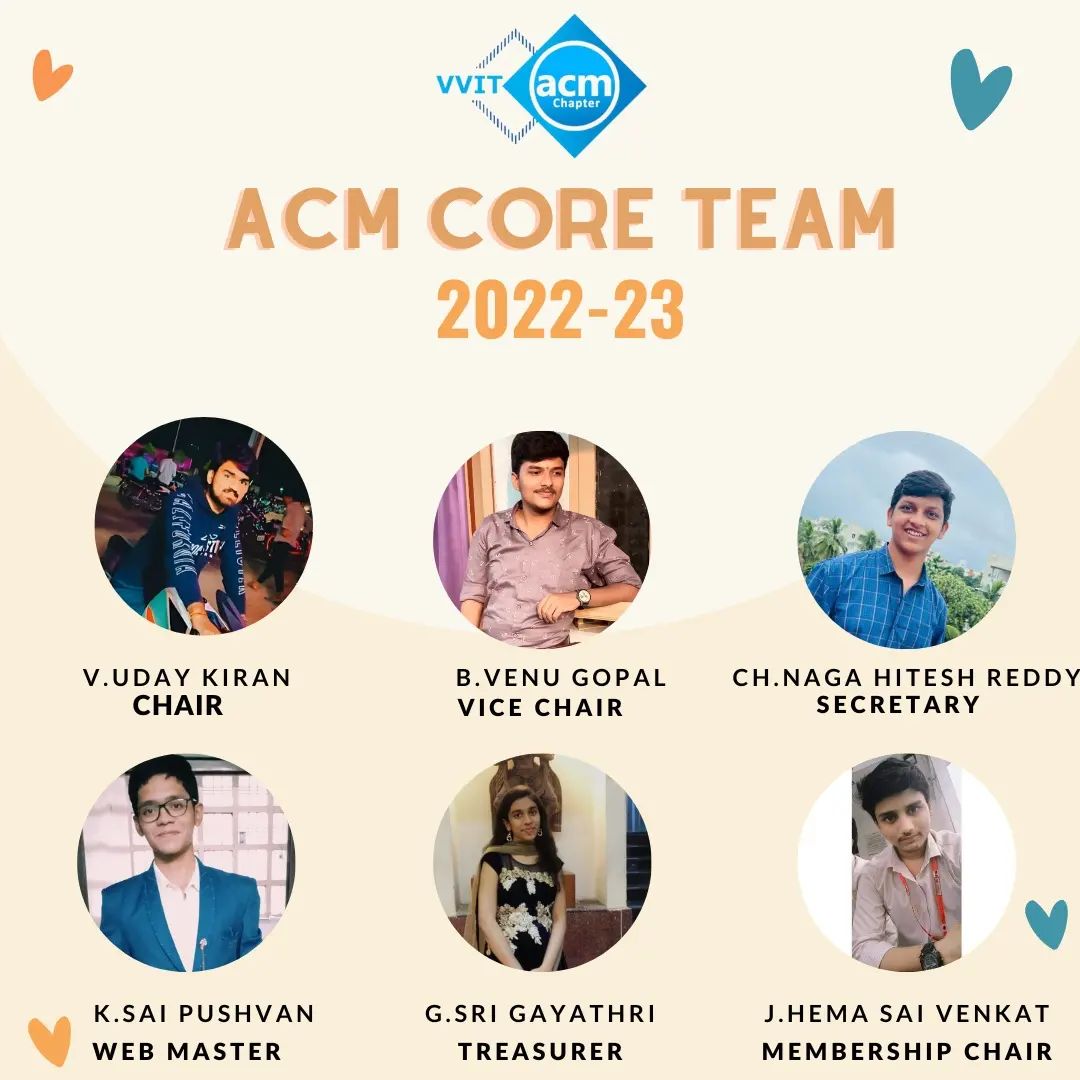 VVIT acm
Chapter
ACM CORE TEAM
2022-23
V.UDAY KIRAN
CHAIR
B.VENU GOPAL
VICE CHAIR
CH.NAGA HITESH REDDY
SECRETARY
K.SAI PUSHVAN
WEB MASTER
G.SRI GAYATHRI
TREASURER
J.HEMA SAI VENKAT
MEMBERSHIP CHAIR